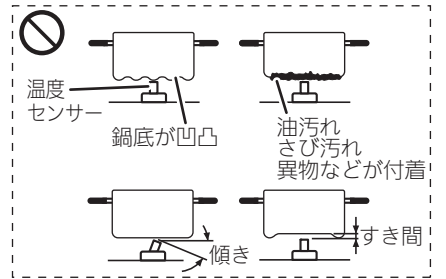 温度
センサー
鍋底が凹凸
油汚れ
さび汚れ
異物などが付着
傾き
すき間